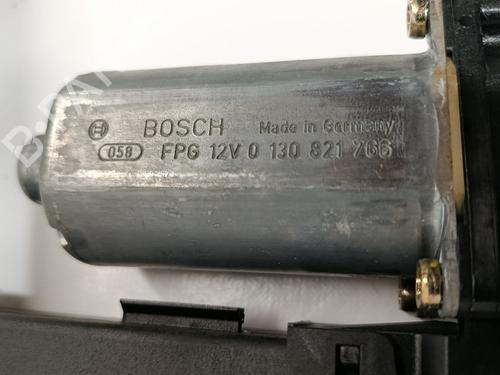 BOSCH Made in Germany
058 FPG 12V 0 130 821 766